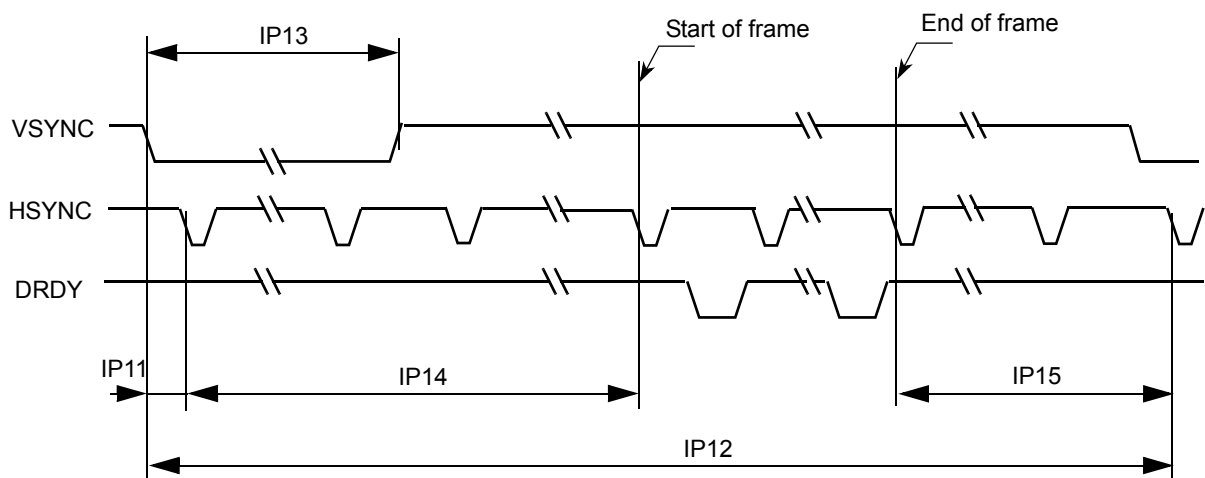 IP13
Start of frame
End of frame
VSYNC
HSYNC
DRDY
IP11
IP14
IP15
IP12